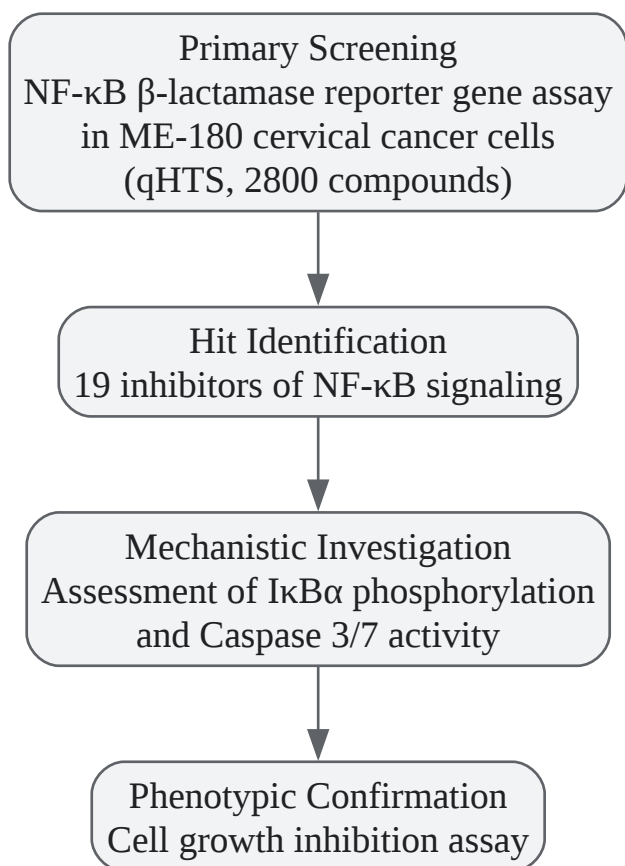 Primary Screening
NF-κB β-lactamase reporter gene assay
in ME-180 cervical cancer cells
(qHTS, 2800 compounds)
Hit Identification
19 inhibitors of NF-κB signaling
Mechanistic Investigation
Assessment of IκBα phosphorylation
and Caspase 3/7 activity
Phenotypic Confirmation
Cell growth inhibition assay